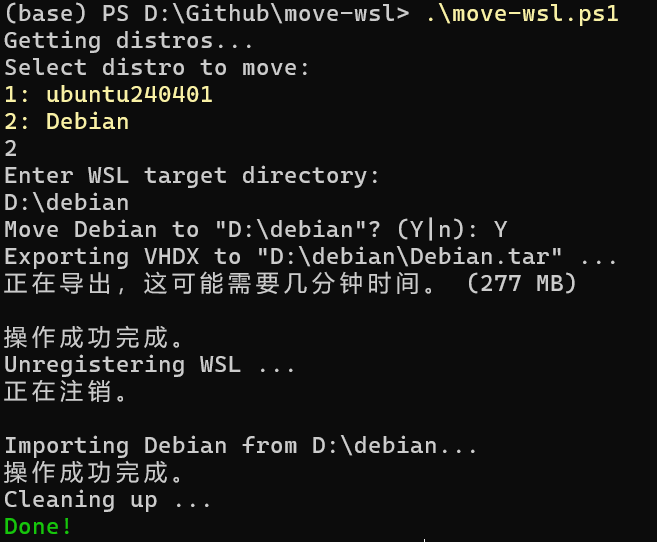 (base) PS D:\Github\move-wsl> .\move-wsl.ps1
Getting distros...
Select distro to move:
1: ubuntu240401
2: Debian
2
Enter WSL target directory:
D:\debian
Move Debian to "D:\debian"? (Y|n): Y
Exporting VHDX to "D:\debian\Debian.tar" ...
正在导出，这可能需要几分钟时间。 (277 MB)
操作成功完成。
Unregistering WSL ...
正在注销。
Importing Debian from D:\debian...
操作成功完成。
Cleaning up ...
Done!